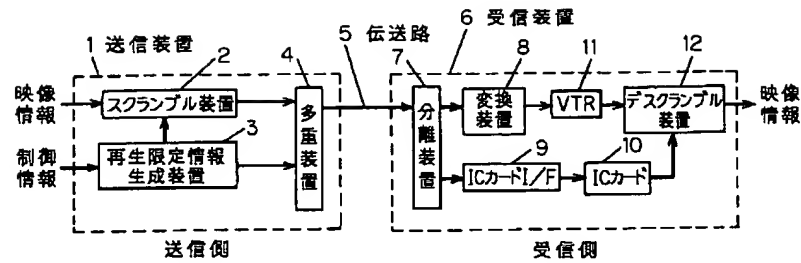 1 送信装置
2
3
4
5 伝送路
6 受信装置
7
8
11
12
映像
情報
スクランブル装置
制御
情報
再生限定情報
生成装置
多重装置
分離装置
変換
装置
VTR
デスクランブル
装置
映像
情報
9
10
ICカードI/F
ICカード
送信側
受信側